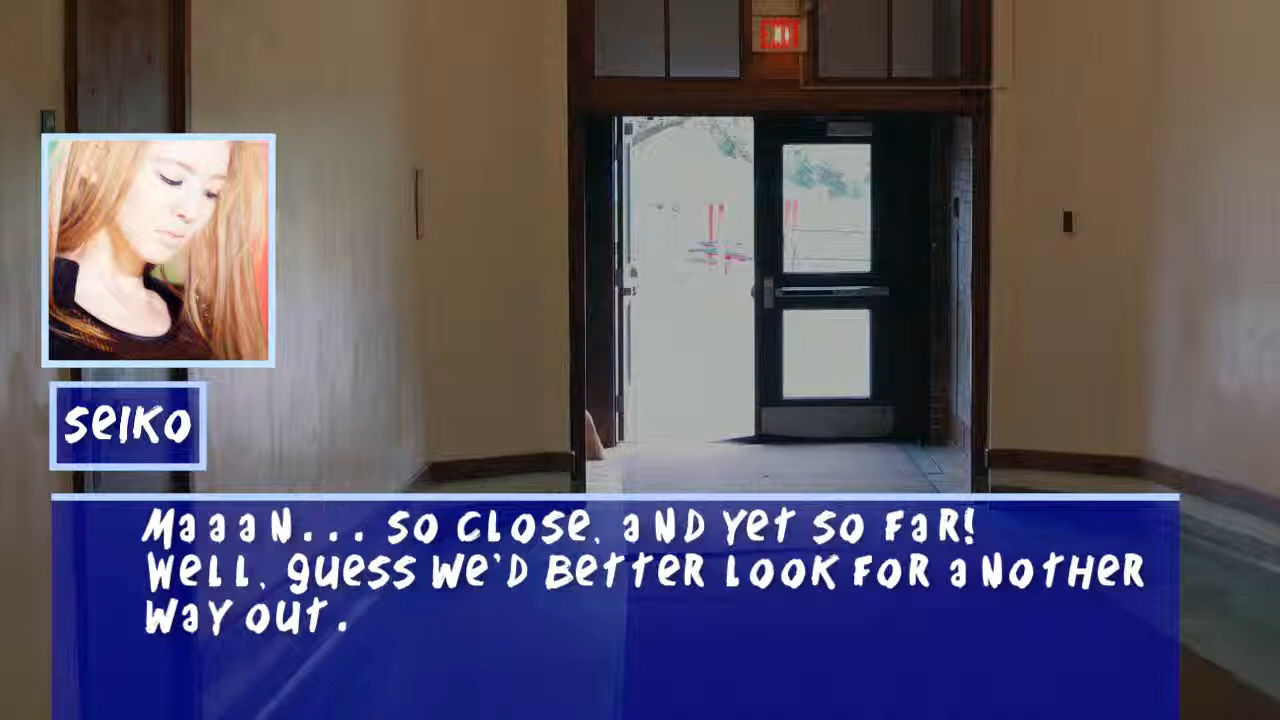 EXIT
SeIKO
MaaaN... SO CLOSE, aND Yet SO FaR!
WeLL, guess We'D BetteR LOOK FOR aNOtHeR
WaY Out.